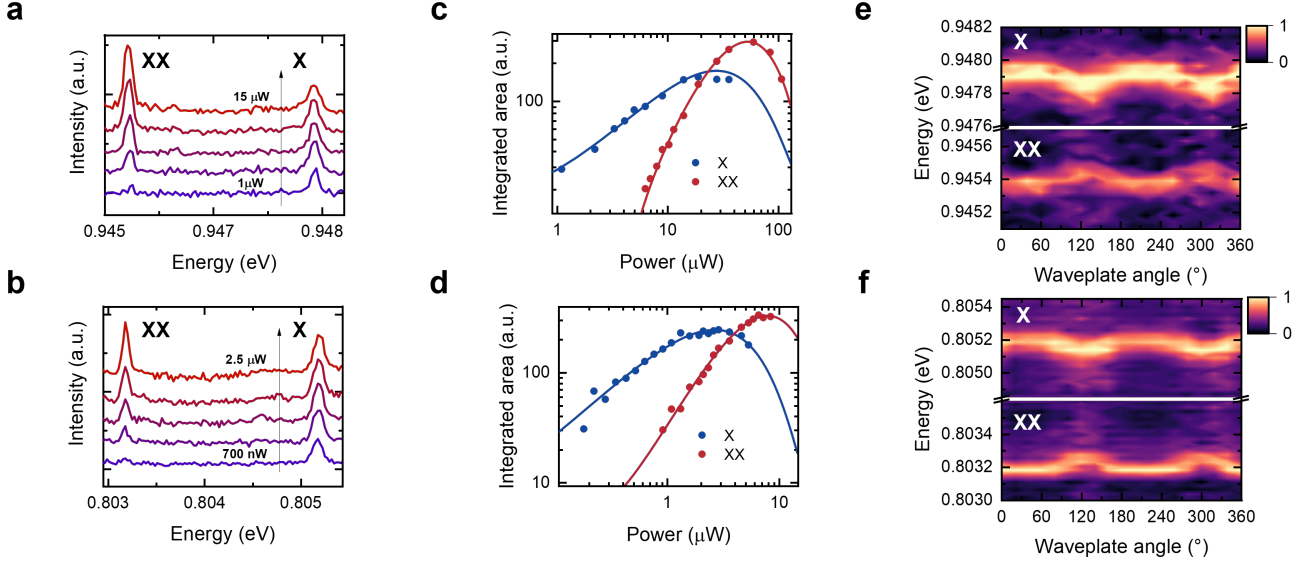 a
Intensity (a.u.)
XX
X
15 μW
1μW
0.945
0.947
0.948
Energy (eV)
b
Intensity (a.u.)
XX
X
2.5 μW
700 nW
0.803
0.804
0.805
Energy (eV)
c
Integrated area (a.u.)
100
X
XX
1
10
100
Power (μW)
d
Integrated area (a.u.)
100
10
X
XX
1
10
Power (μW)
e
Energy (eV)
0.9482
0.9480
0.9478
0.9476
0.9456
0.9454
0.9452
X
XX
1
0
0 60 120 180 240 300 360
Waveplate angle (°)
f
Energy (eV)
0.8054
0.8052
0.8050
0.8034
0.8032
0.8030
X
XX
1
0
0 60 120 180 240 300 360
Waveplate angle (°)